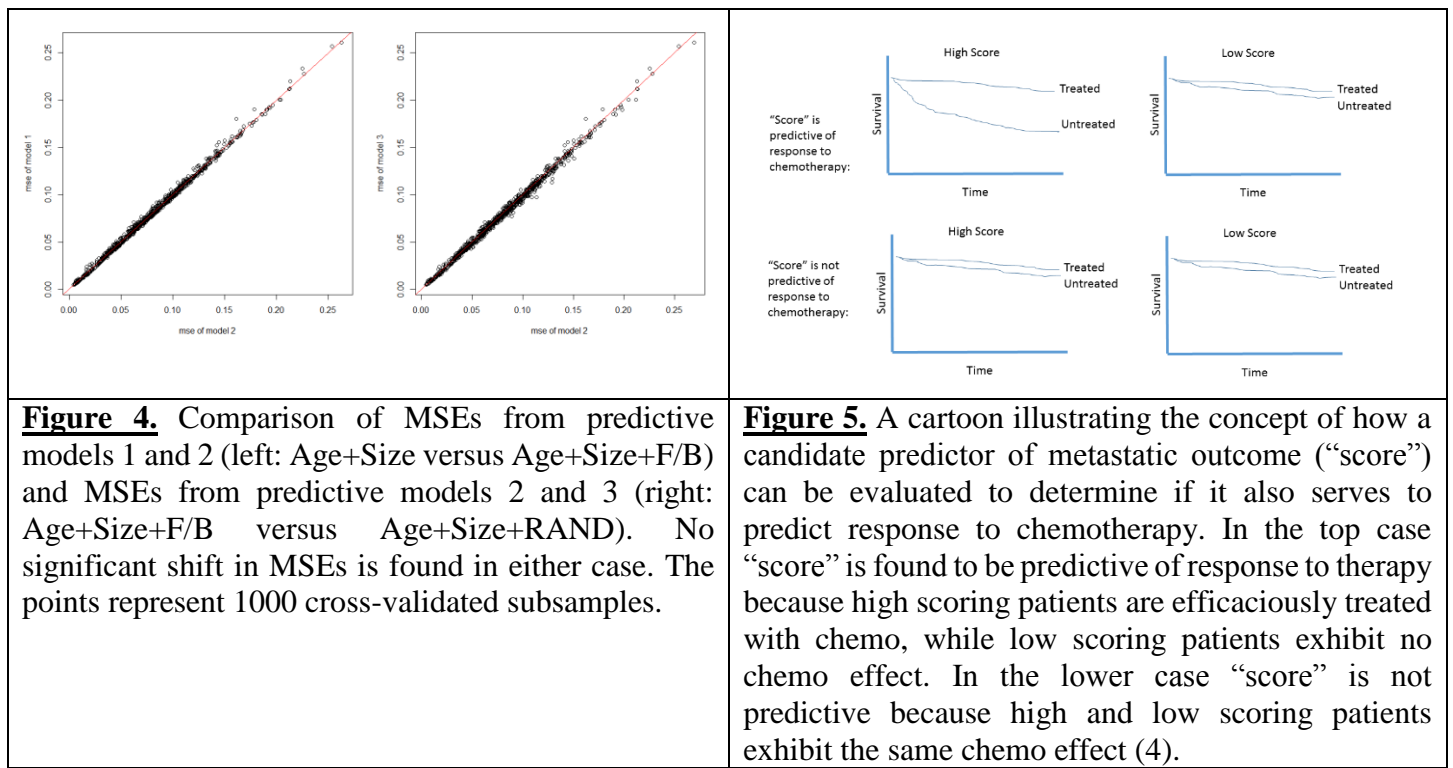 0.25
0.20
0.15
0.10
0.05
0.00
mse of model 1
0.00 0.05 0.10 0.15 0.20 0.25
mse of model 2
0.25
0.20
0.15
0.10
0.05
0.00
mse of model 3
0.00 0.05 0.10 0.15 0.20 0.25
mse of model 2
Figure 4. Comparison of MSEs from predictive
models 1 and 2 (left: Age+Size versus Age+Size+F/B)
and MSEs from predictive models 2 and 3 (right:
Age+Size+F/B versus Age+Size+RAND). No
significant shift in MSEs is found in either case. The
points represent 1000 cross-validated subsamples.
"Score" is
predictive of
response to
chemotherapy:
High Score
Survival
Treated
Untreated
Time
Low Score
Survival
Treated
Untreated
Time
"Score" is not
predictive of
response to
chemotherapy:
High Score
Survival
Treated
Untreated
Time
Low Score
Survival
Treated
Untreated
Time
Figure 5. A cartoon illustrating the concept of how a
candidate predictor of metastatic outcome (“score”)
can be evaluated to determine if it also serves to
predict response to chemotherapy. In the top case
“score” is found to be predictive of response to therapy
because high scoring patients are efficaciously treated
with chemo, while low scoring patients exhibit no
chemo effect. In the lower case “score” is not
predictive because high and low scoring patients
exhibit the same chemo effect (4).